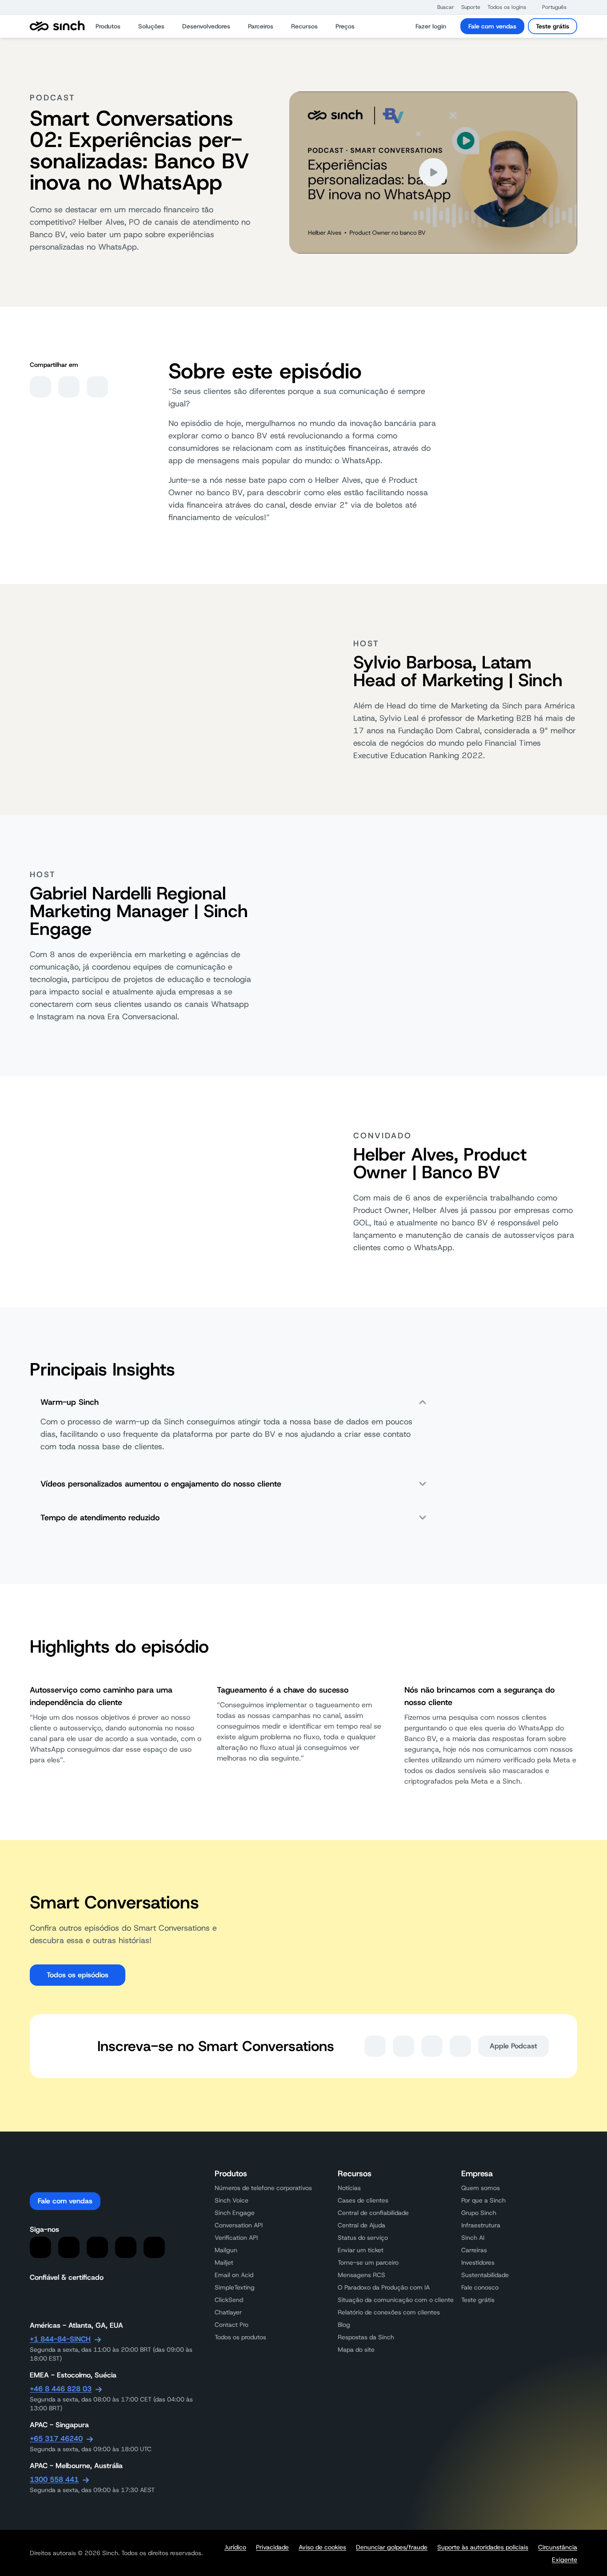 Buscar Suporte Todos os logins Português
sinch Produtos Soluções Desenvolvedores Parceiros Recursos Preços Fazer login Fale com vendas Teste grátis
PODCAST
Smart Conversations
02: Experiências per-
sonalizadas: Banco BV
inova no WhatsApp
Como se destacar em um mercado financeiro tão
competitivo? Helber Alves, PO de canais de atendimento no
Banco BV, veio bater um papo sobre experiências
personalizadas no WhatsApp.
sinch BV
PODCAST · SMART CONVERSATIONS
Experiências
personalizadas: banco
BV inova no WhatsApp
Helber Alves • Product Owner no banco BV
Compartilhar em
Sobre este episódio
“Se seus clientes são diferentes porque a sua comunicação é sempre
igual?
No episódio de hoje, mergulhamos no mundo da inovação bancária para
explorar como o banco BV está revolucionando a forma como
consumidores se relacionam com as instituições financeiras, através do
app de mensagens mais popular do mundo: o WhatsApp.
Junte-se a nós nesse bate papo com o Helber Alves, que é Product
Owner no banco BV, para descobrir como eles estão facilitando nossa
vida financeira atráves do canal, desde enviar 2ª via de boletos até
financiamento de veículos!”
HOST
Sylvio Barbosa, Latam
Head of Marketing | Sinch
Além de Head do time de Marketing da Sinch para América
Latina, Sylvio Leal é professor de Marketing B2B há mais de
17 anos na Fundação Dom Cabral, considerada a 9ª melhor
escola de negócios do mundo pelo Financial Times
Executive Education Ranking 2022.
HOST
Gabriel Nardelli Regional
Marketing Manager | Sinch
Engage
Com 8 anos de experiência em marketing e agências de
comunicação, já coordenou equipes de comunicação e
tecnologia, participou de projetos de educação e tecnologia
para impacto social e atualmente ajuda empresas a se
conectarem com seus clientes usando os canais Whatsapp
e Instagram na nova Era Conversacional.
CONVIDADO
Helber Alves, Product
Owner | Banco BV
Com mais de 6 anos de experiência trabalhando como
Product Owner, Helber Alves já passou por empresas como
GOL, Itaú e atualmente no banco BV é responsável pelo
lançamento e manutenção de canais de autosserviços para
clientes como o WhatsApp.
Principais Insights
Warm-up Sinch
Com o processo de warm-up da Sinch conseguimos atingir toda a nossa base de dados em poucos
dias, facilitando o uso frequente da plataforma por parte do BV e nos ajudando a criar esse contato
com toda nossa base de clientes.
Vídeos personalizados aumentou o engajamento do nosso cliente
Tempo de atendimento reduzido
Highlights do episódio
Autosserviço como caminho para uma
independência do cliente
“Hoje um dos nossos objetivos é prover ao nosso
cliente o autosserviço, dando autonomia no nosso
canal para ele usar de acordo a sua vontade, com o
WhatsApp conseguimos dar esse espaço de uso
para eles”.
Tagueamento é a chave do sucesso
“Conseguimos implementar o tagueamento em
todas as nossas campanhas no canal, assim
conseguimos medir e identificar em tempo real se
existe algum problema no fluxo, toda e qualquer
alteração no fluxo atual já conseguimos ver
melhoras no dia seguinte.”
Nós não brincamos com a segurança do
nosso cliente
Fizemos uma pesquisa com nossos clientes
perguntando o que eles queria do WhatsApp do
Banco BV, e a maioria das respostas foram sobre
segurança, hoje nós nos comunicamos com nossos
clientes utilizando um número verificado pela Meta e
todos os dados sensíveis são mascarados e
criptografados pela Meta e a Sinch.
Smart Conversations
Confira outros episódios do Smart Conversations e
descubra essa e outras histórias!
Todos os episódios
Inscreva-se no Smart Conversations
Apple Podcast
Fale com vendas
Siga-nos
Confiável & certificado
Américas - Atlanta, GA, EUA
+1 844-84-SINCH
Segunda a sexta, das 11:00 às 20:00 BRT (das 09:00 às
18:00 EST)
EMEA - Estocolmo, Suécia
+46 8 446 828 03
Segunda a sexta, das 08:00 às 17:00 CET (das 04:00 às
13:00 BRT)
APAC - Singapura
+65 317 46240
Segunda a sexta, das 09:00 às 18:00 UTC
APAC - Melbourne, Austrália
1300 558 441
Segunda a sexta, das 09:00 às 17:30 AEST
Produtos
Números de telefone corporativos
Sinch Voice
Sinch Engage
Conversation API
Verification API
Mailgun
Mailjet
Email on Acid
SimpleTexting
ClickSend
Chatlayer
Contact Pro
Todos os produtos
Recursos
Notícias
Cases de clientes
Central de confiabilidade
Central de Ajuda
Status do serviço
Enviar um ticket
Torne-se um parceiro
Mensagens RCS
O Paradoxo da Produção com IA
Situação da comunicação com o cliente
Relatório de conexões com clientes
Blog
Respostas da Sinch
Mapa do site
Empresa
Quem somos
Por que a Sinch
Grupo Sinch
Infraestrutura
Sinch AI
Carreiras
Investidores
Sustentabilidade
Fale conosco
Teste grátis
Direitos autorais © 2026 Sinch. Todos os direitos reservados.
Jurídico Privacidade Aviso de cookies Denunciar golpes/fraude Suporte às autoridades policiais Circunstância
Exigente